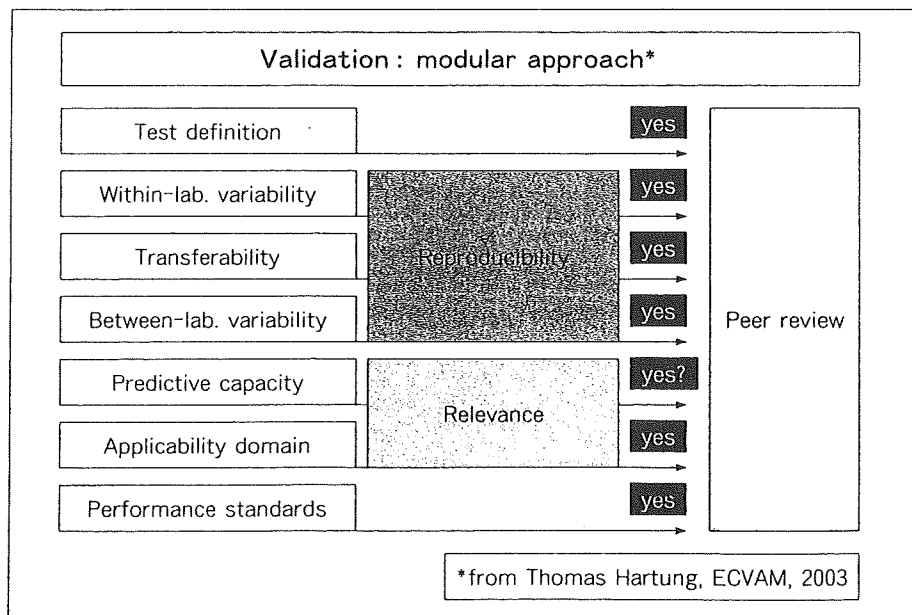 Validation : modular approach*
Test definition
yes
Within-lab. variability
yes
Transferability
Reproducibility
yes
Between-lab. variability
yes
Peer review
Predictive capacity
yes?
Relevance
Applicability domain
yes
Performance standards
yes
*from Thomas Hartung, ECVAM, 2003